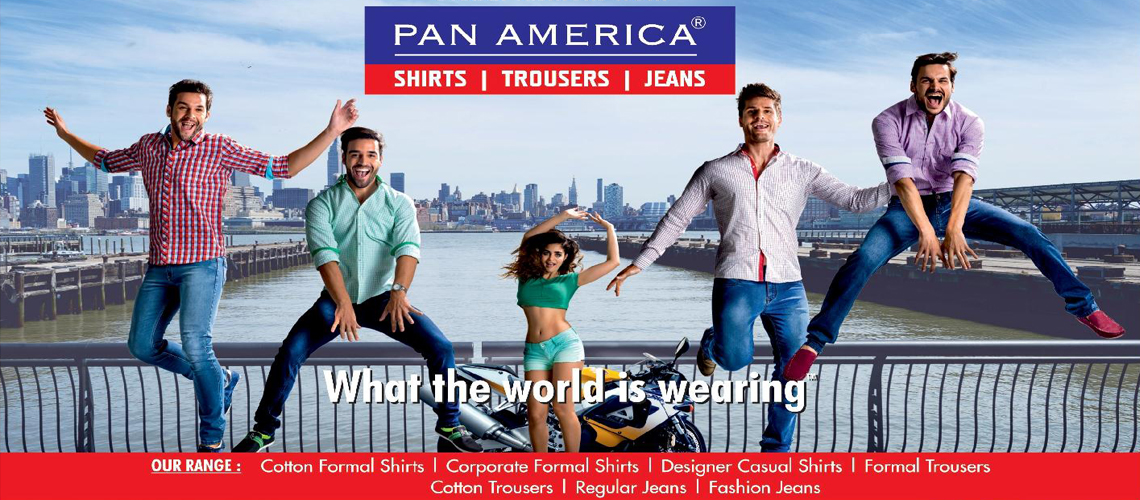 PAN AMERICA®
SHIRTS | TROUSERS | JEANS
What the world is wearing™
OUR RANGE : Cotton Formal Shirts | Corporate Formal Shirts | Designer Casual Shirts | Formal Trousers
Cotton Trousers | Regular Jeans | Fashion Jeans